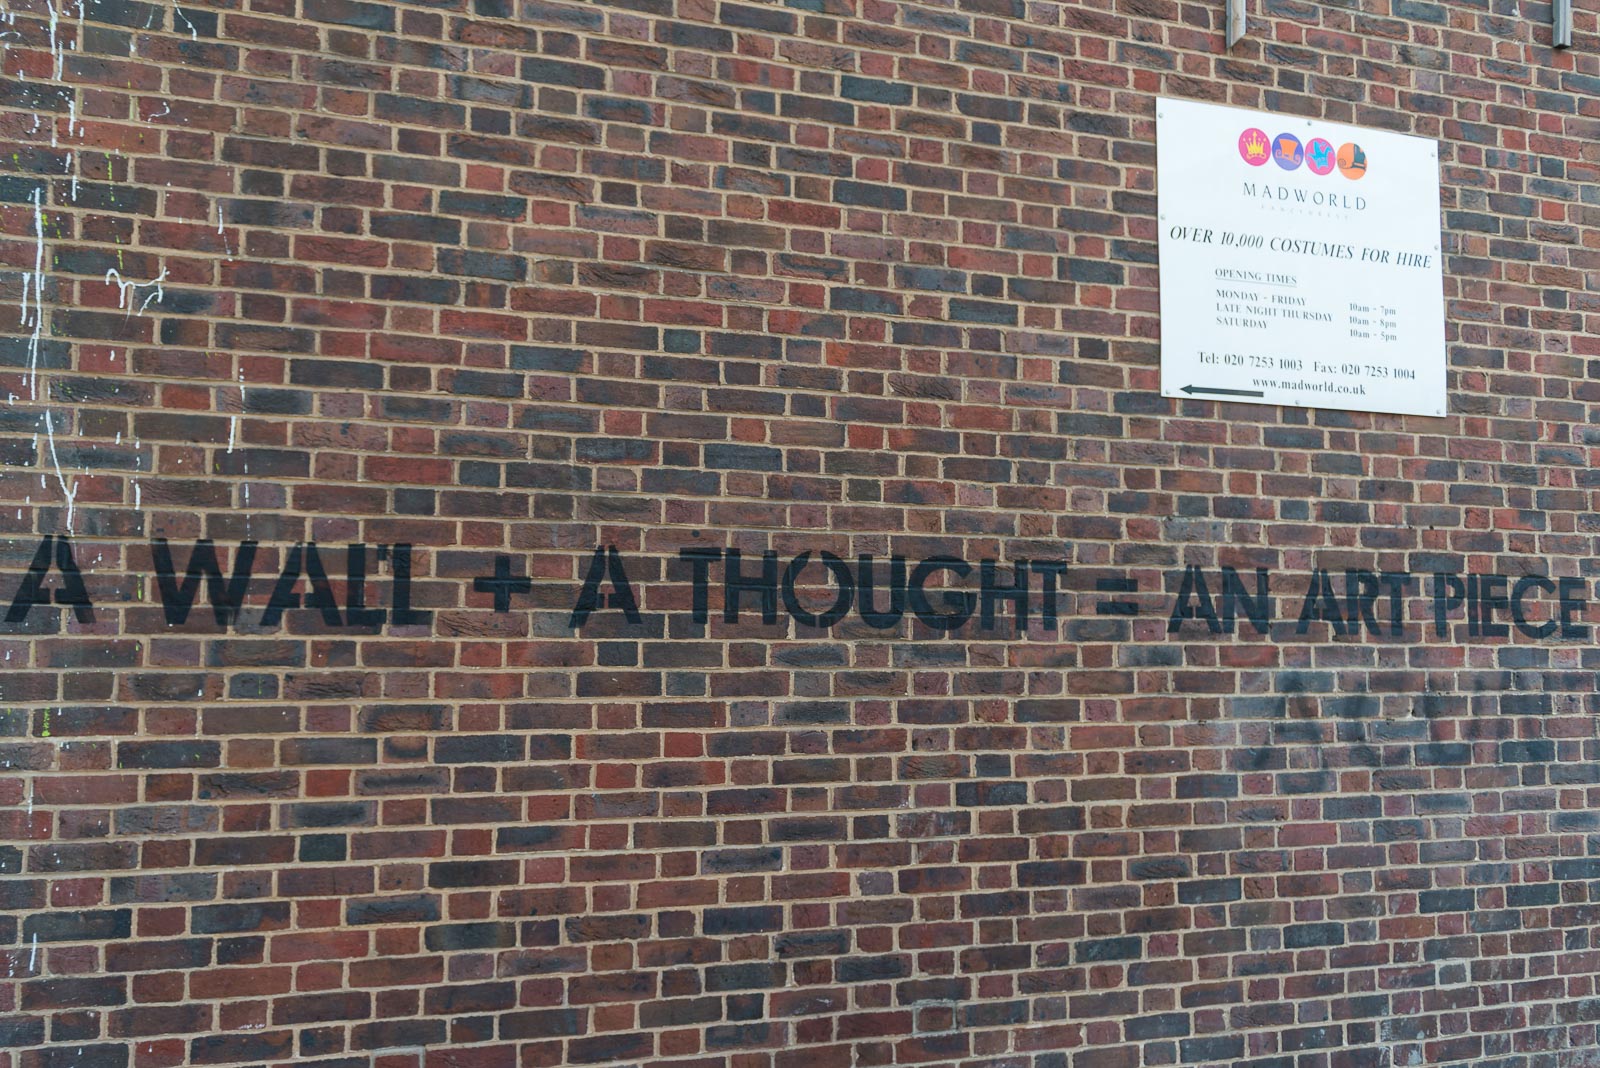 MADWORLD
OVER 10,000 COSTUMES FOR HIRE
OPENING TIMES
MONDAY - FRIDAY 10am - 7pm
LATE NIGHT THURSDAY 10am - 8pm
SATURDAY 10am - 5pm
Tel: 020 7253 1003 Fax: 020 7253 1004
www.madworld.co.uk
A WALL + A THOUGHT = AN ART PIECE